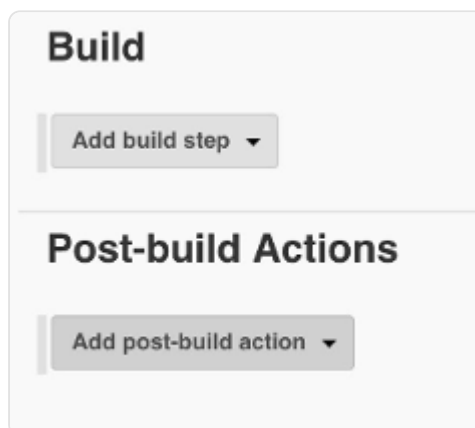 Build
Add build step
Post-build Actions
Add post-build action